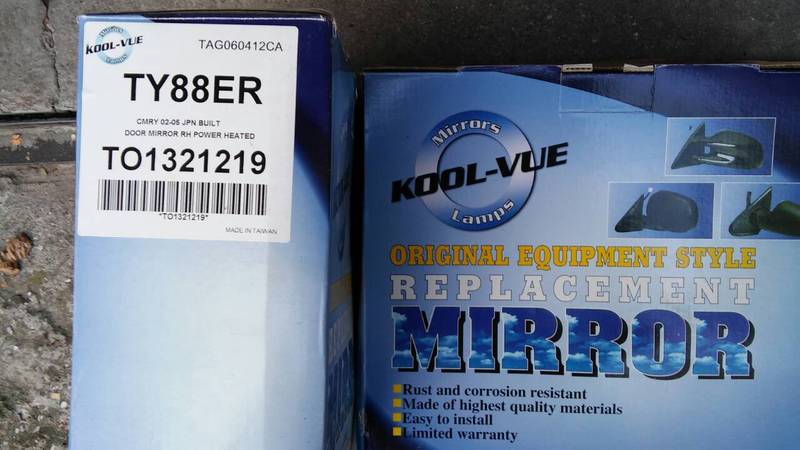 Mirrors
KOOL-VUE
Lamps
TAG060412CA
TY88ER
CMRY 02-05 JPN BUILT
DOOR MIRROR RH POWER HEATED
TO1321219
*TO1321219*
MADE IN TAIWAN
Mirrors
KOOL-VUE
Lamps
ORIGINAL EQUIPMENT STYLE
REPLACEMENT
MIRROR
Rust and corrosion resistant
Made of highest quality materials
Easy to install
Limited warranty